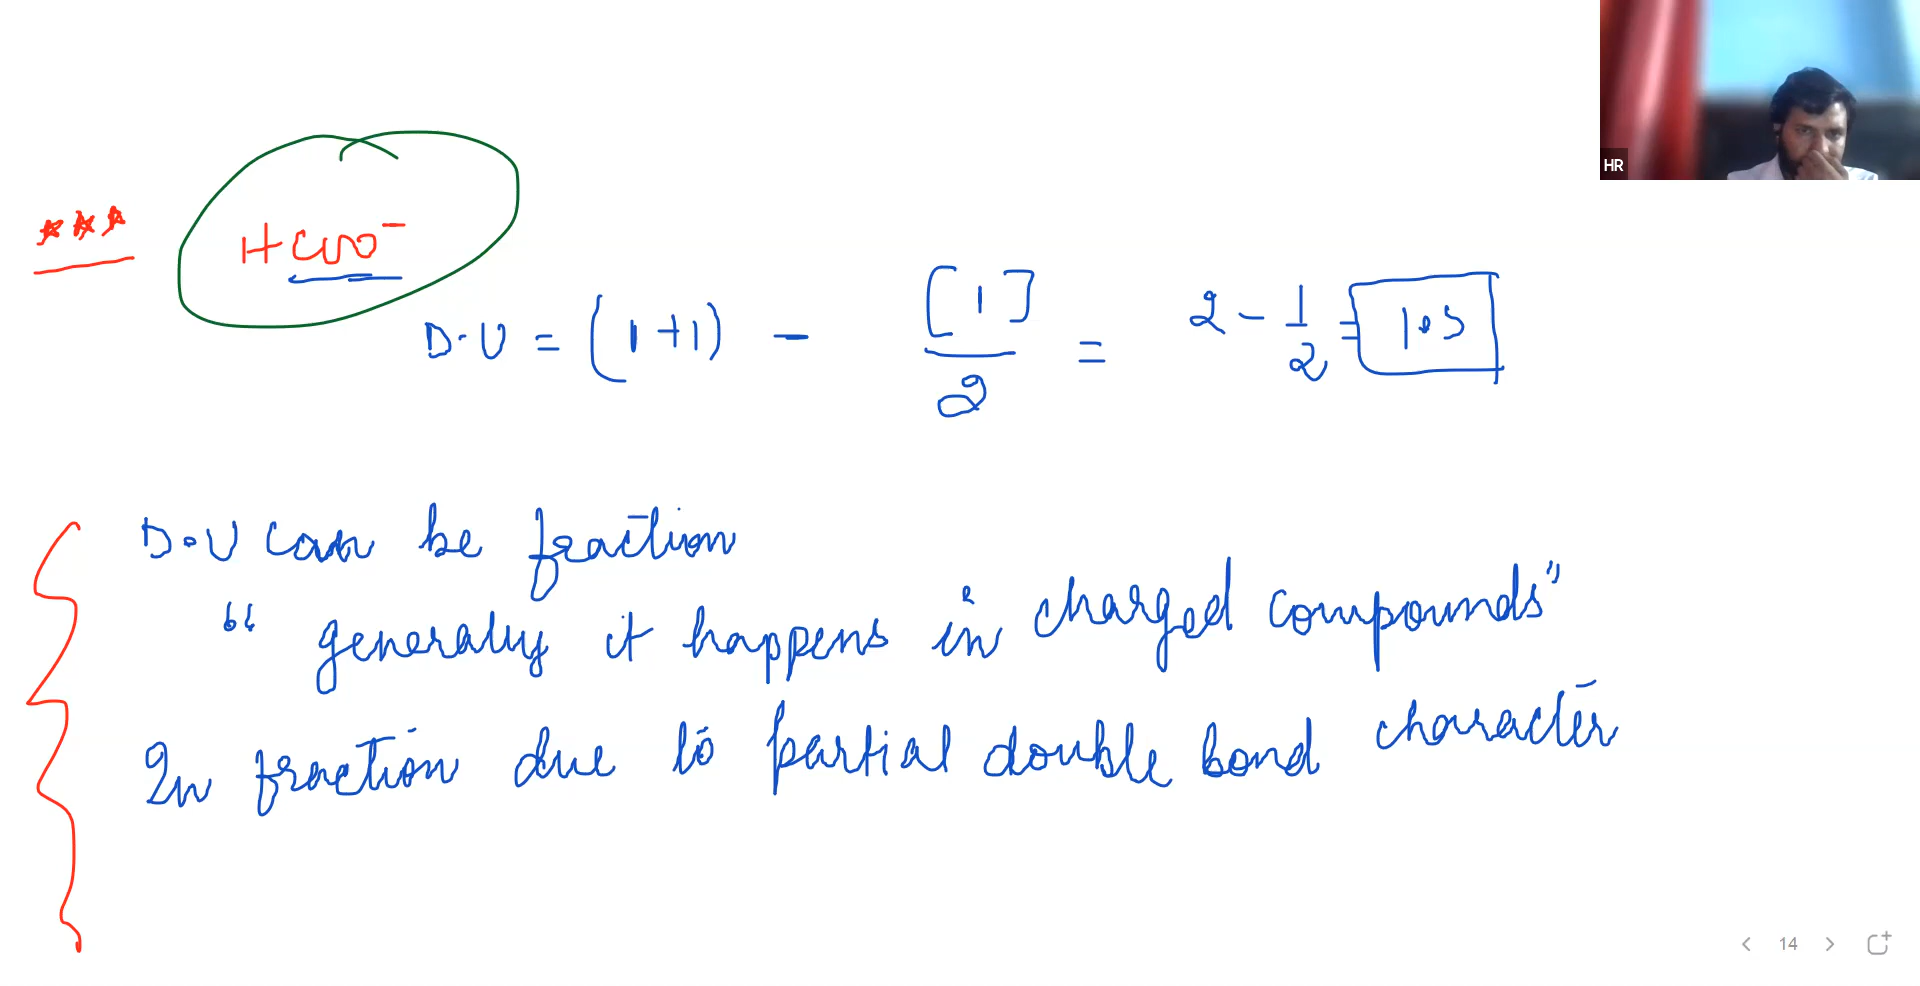 HR
*** HCOO⁻
D.U = (1+1) - [1]/2 = 2 - 1/2 = 1.5
D.U can be fraction
"generally it happens in charged compounds"
In fraction due to partial double bond character
14